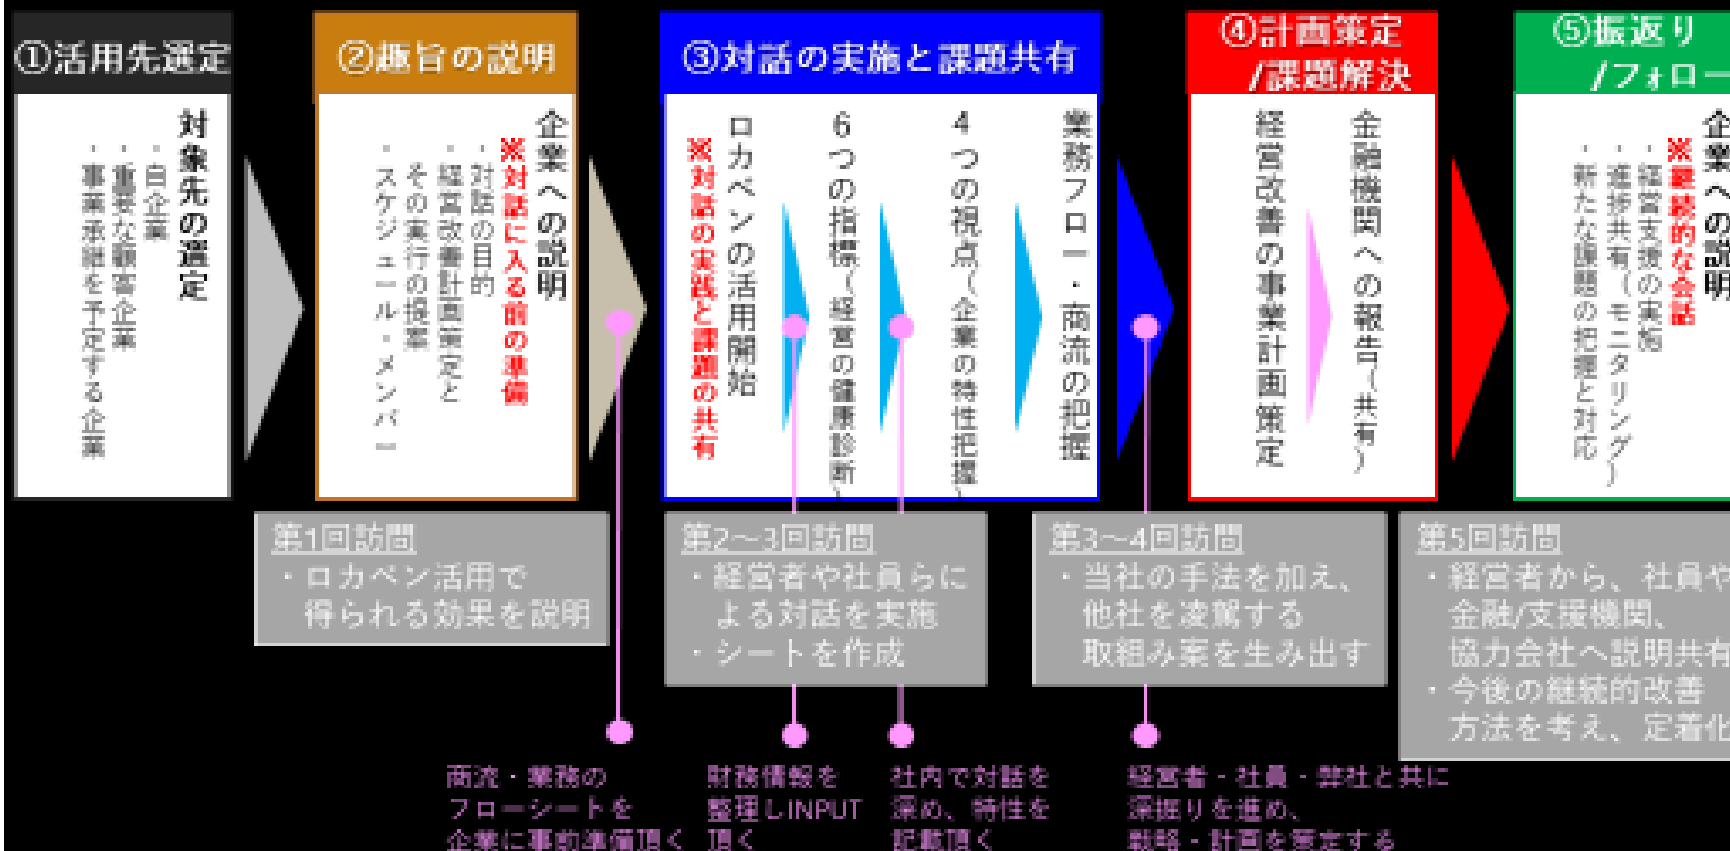 ①活用先選定
対象先の選定
・自企業
・重要な顧客企業
・事業承継を予定する企業
②趣旨の説明
企業への説明
※対話に入る前の準備
・対話の目的
・経営改善計画策定と
その実行の提案
・スケジュール・メンバー
③対話の実施と課題共有
ロカベンの活用開始
※対話の実践と課題の共有
6つの指標(経営の健康診断)
4つの視点(企業の特性把握)
業務フロー・商流の把握
④計画策定
/課題解決
経営改善の事業計画策定
金融機関への報告(共有)
⑤振返り
/フォロー
企業への説明
※継続的な会話
・経営支援の実施
・進捗共有(モニタリング)
・新たな課題の把握と対応
第1回訪問
・ロカベン活用で
得られる効果を説明
第2～3回訪問
・経営者や社員らに
よる対話を実施
・シートを作成
第3～4回訪問
・当社の手法を加え、
他社を凌駕する
取組み案を生み出す
第5回訪問
・経営者から、社員や
金融/支援機関、
協力会社へ説明共有
・今後の継続的改善
方法を考え、定着化
商流・業務の
フローシートを
企業に事前準備頂く
財務情報を
整理しINPUT
頂く
社内で対話を
深め、特性を
記載頂く
経営者・社員・弊社と共に
深掘りを進め、
戦略・計画を策定する